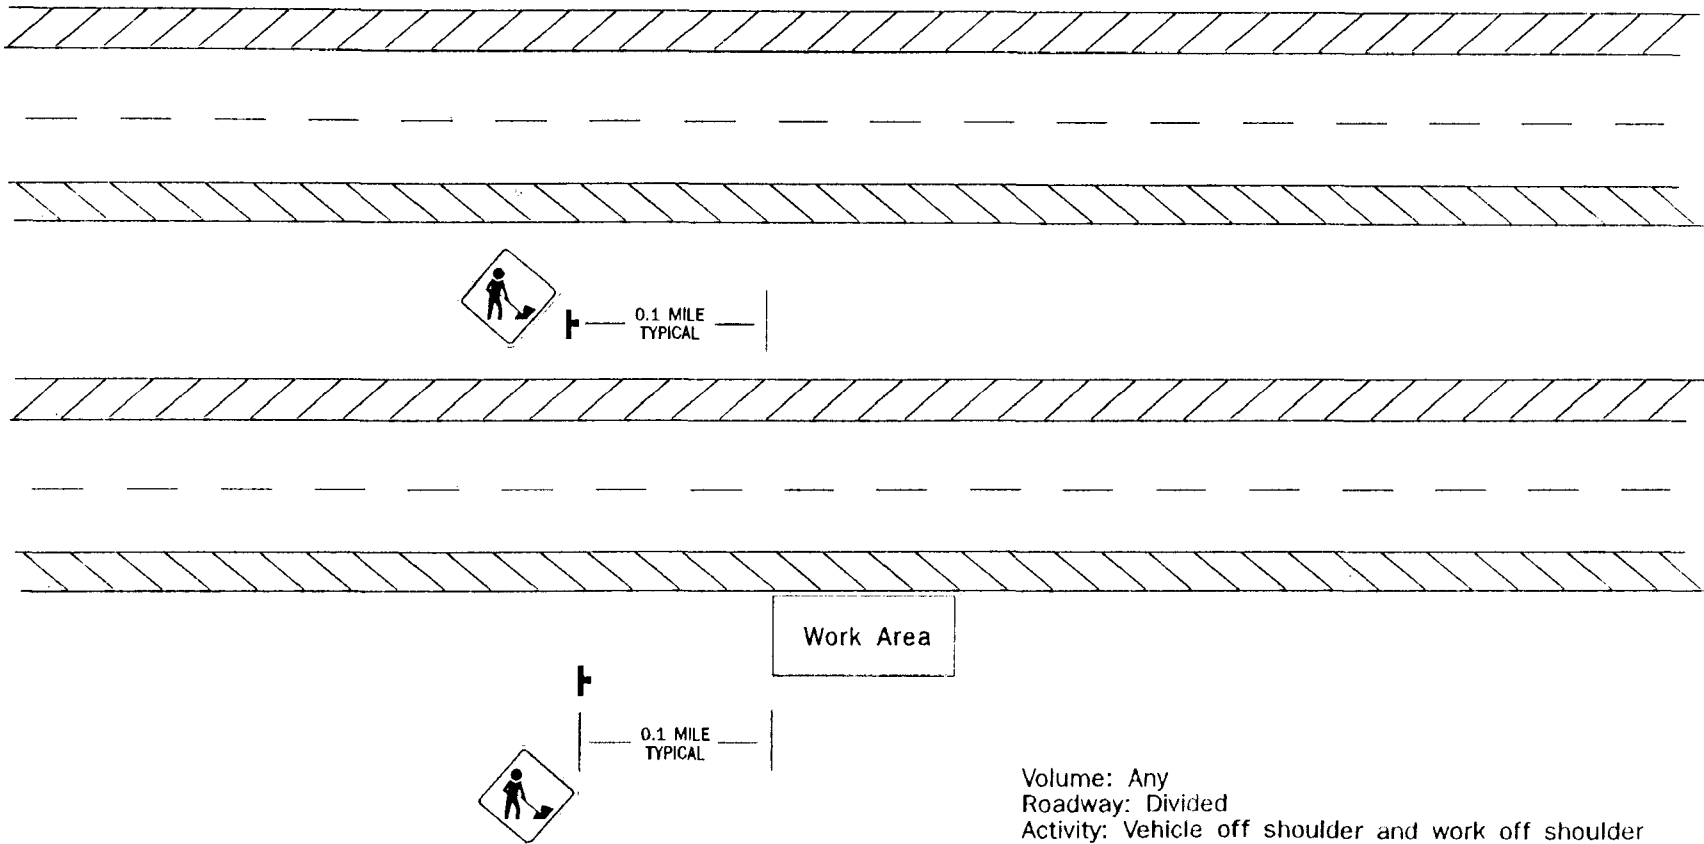 0.1 MILE
TYPICAL
Work Area
0.1 MILE
TYPICAL
Volume: Any
Roadway: Divided
Activity: Vehicle off shoulder and work off shoulder